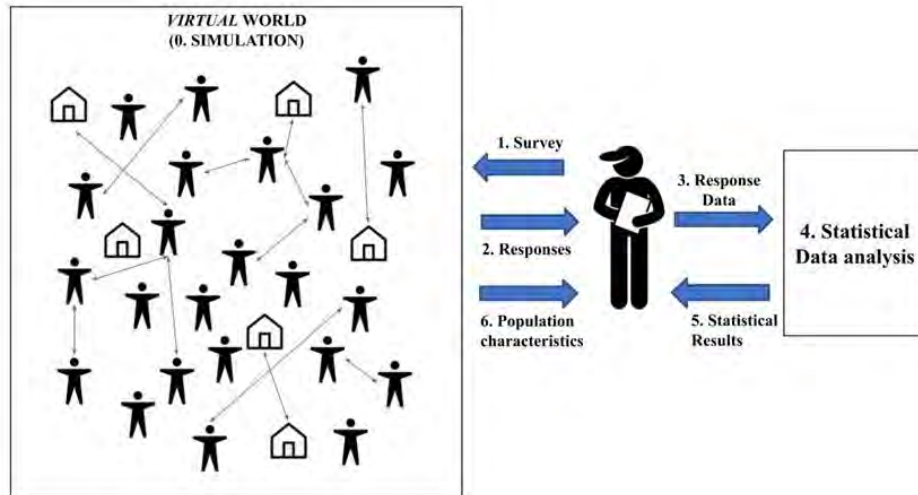 VIRTUAL WORLD
(0. SIMULATION)
1. Survey
2. Responses
6. Population
characteristics
3. Response
Data
5. Statistical
Results
4. Statistical
Data analysis